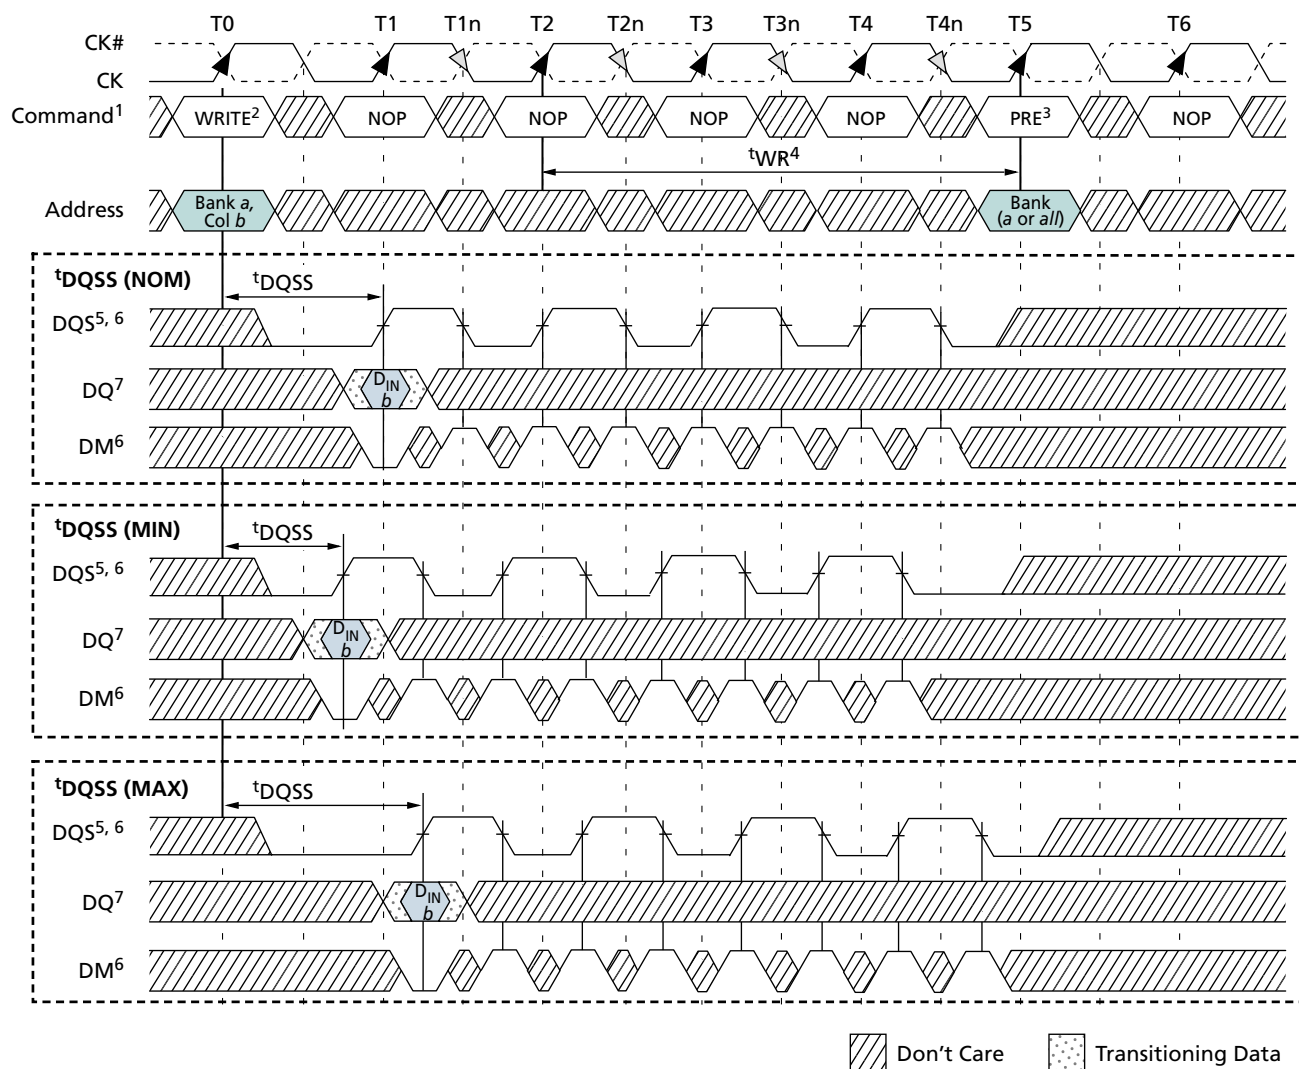 T0 T1 T1n T2 T2n T3 T3n T4 T4n T5 T6
CK#
CK
Command1 WRITE2 NOP NOP NOP NOP PRE3 NOP
tWR4
Address Bank a, Col b Bank (a or all)
tDQSS (NOM) tDQSS
DQS5, 6
DQ7 DIN b
DM6
tDQSS (MIN) tDQSS
DQS5, 6
DQ7 DIN b
DM6
tDQSS (MAX) tDQSS
DQS5, 6
DQ7 DIN b
DM6
Don't Care Transitioning Data